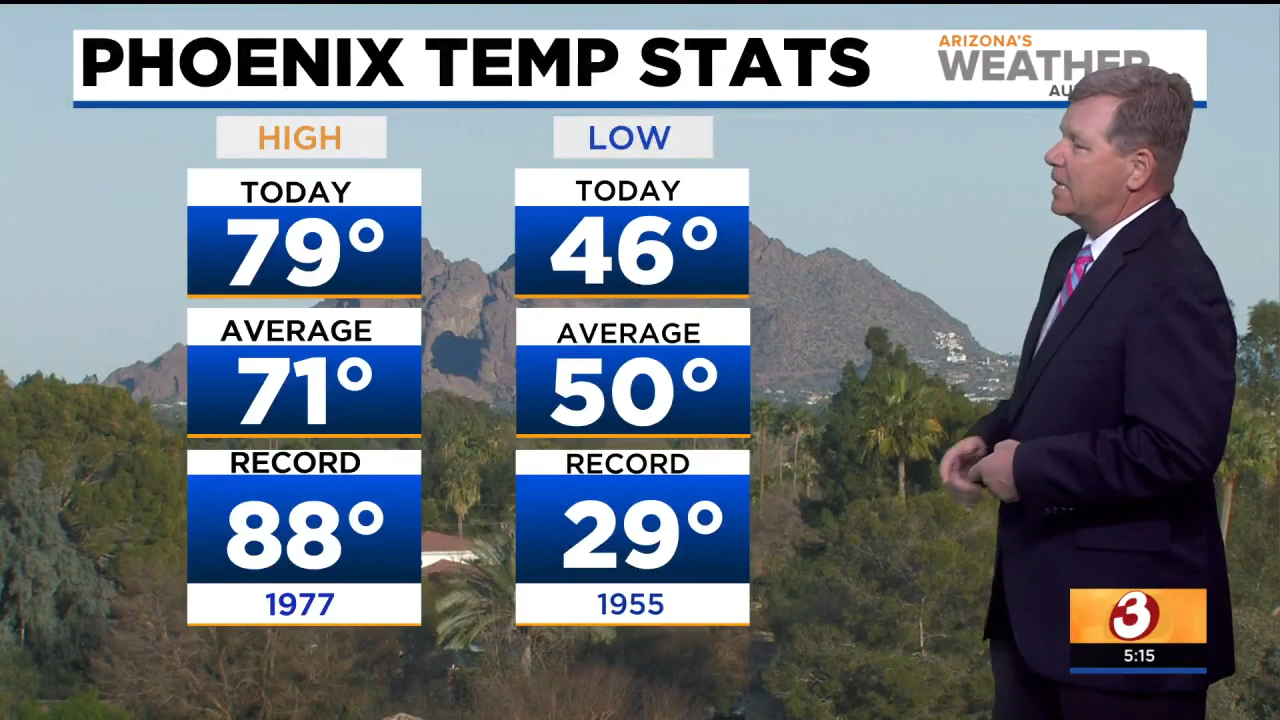 PHOENIX TEMP STATS
ARIZONA'S
WEATHER
HIGH
TODAY
79°
AVERAGE
71°
RECORD
88°
1977
LOW
TODAY
46°
AVERAGE
50°
RECORD
29°
1955
3
5:15